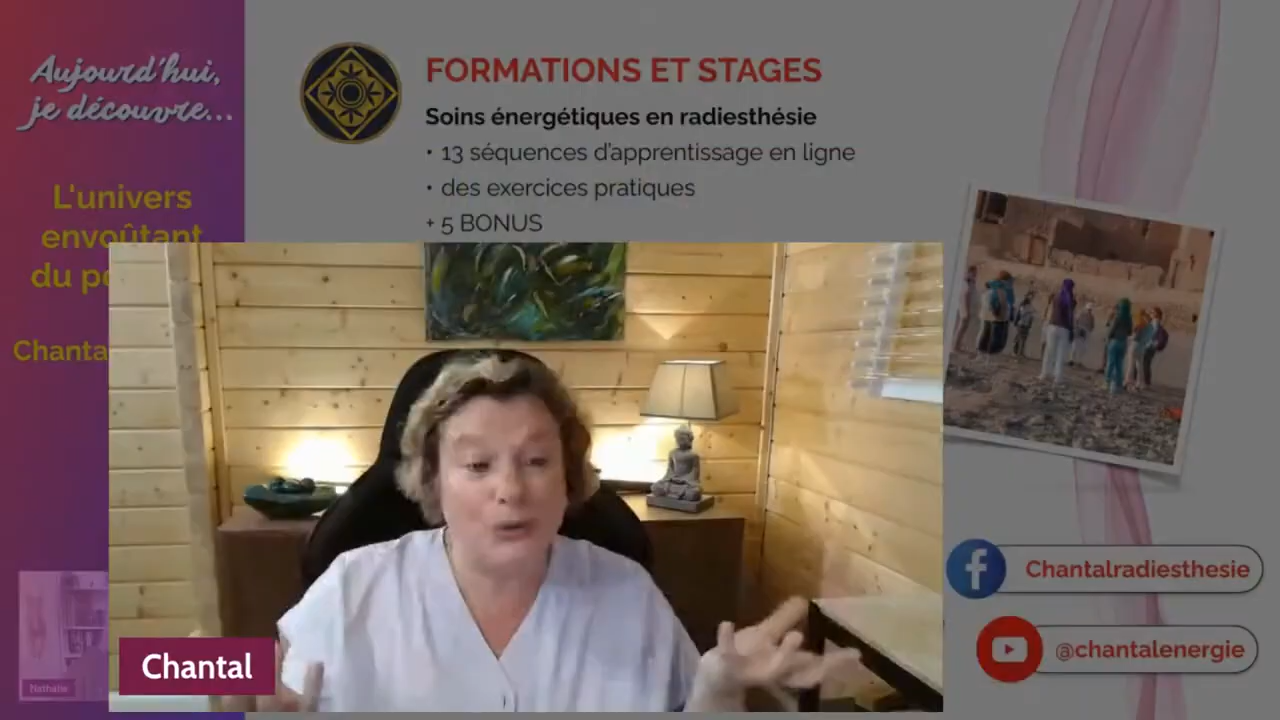 Aujourd'hui,
je découvre...
L'univers
envoûtant
Chanta
FORMATIONS ET STAGES
Soins énergétiques en radiesthésie
• 13 séquences d'apprentissage en ligne
• des exercices pratiques
+ 5 BONUS
Chantalradiesthesie
@chantalenergie
Chantal
Nathalie